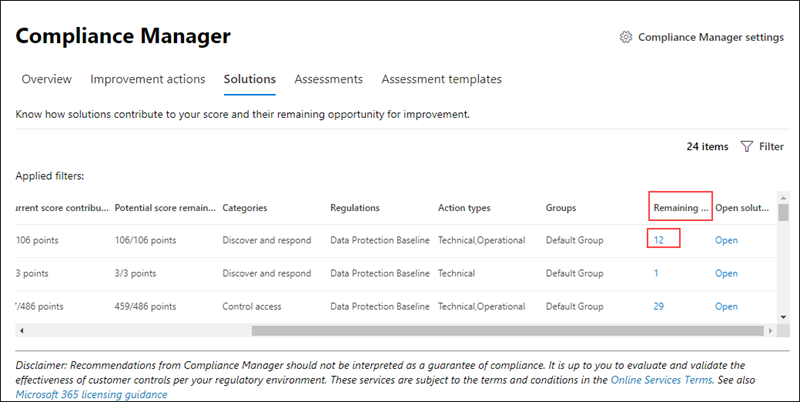 Compliance Manager
Compliance Manager settings
Overview Improvement actions Solutions Assessments Assessment templates
Know how solutions contribute to your score and their remaining opportunity for improvement.
24 items Filter
Applied filters:
urrent score contribu... Potential score remain... Categories Regulations Action types Groups Remaining ... Open solut...
/106 points 106/106 points Discover and respond Data Protection Baseline Technical,Operational Default Group 12 Open
/3 points 3/3 points Discover and respond Data Protection Baseline Technical Default Group 1 Open
/486 points 459/486 points Control access Data Protection Baseline Technical,Operational Default Group 29 Open
Disclaimer: Recommendations from Compliance Manager should not be interpreted as a guarantee of compliance. It is up to you to evaluate and validate the
effectiveness of customer controls per your regulatory environment. These services are subject to the terms and conditions in the Online Services Terms. See also
Microsoft 365 licensing guidance